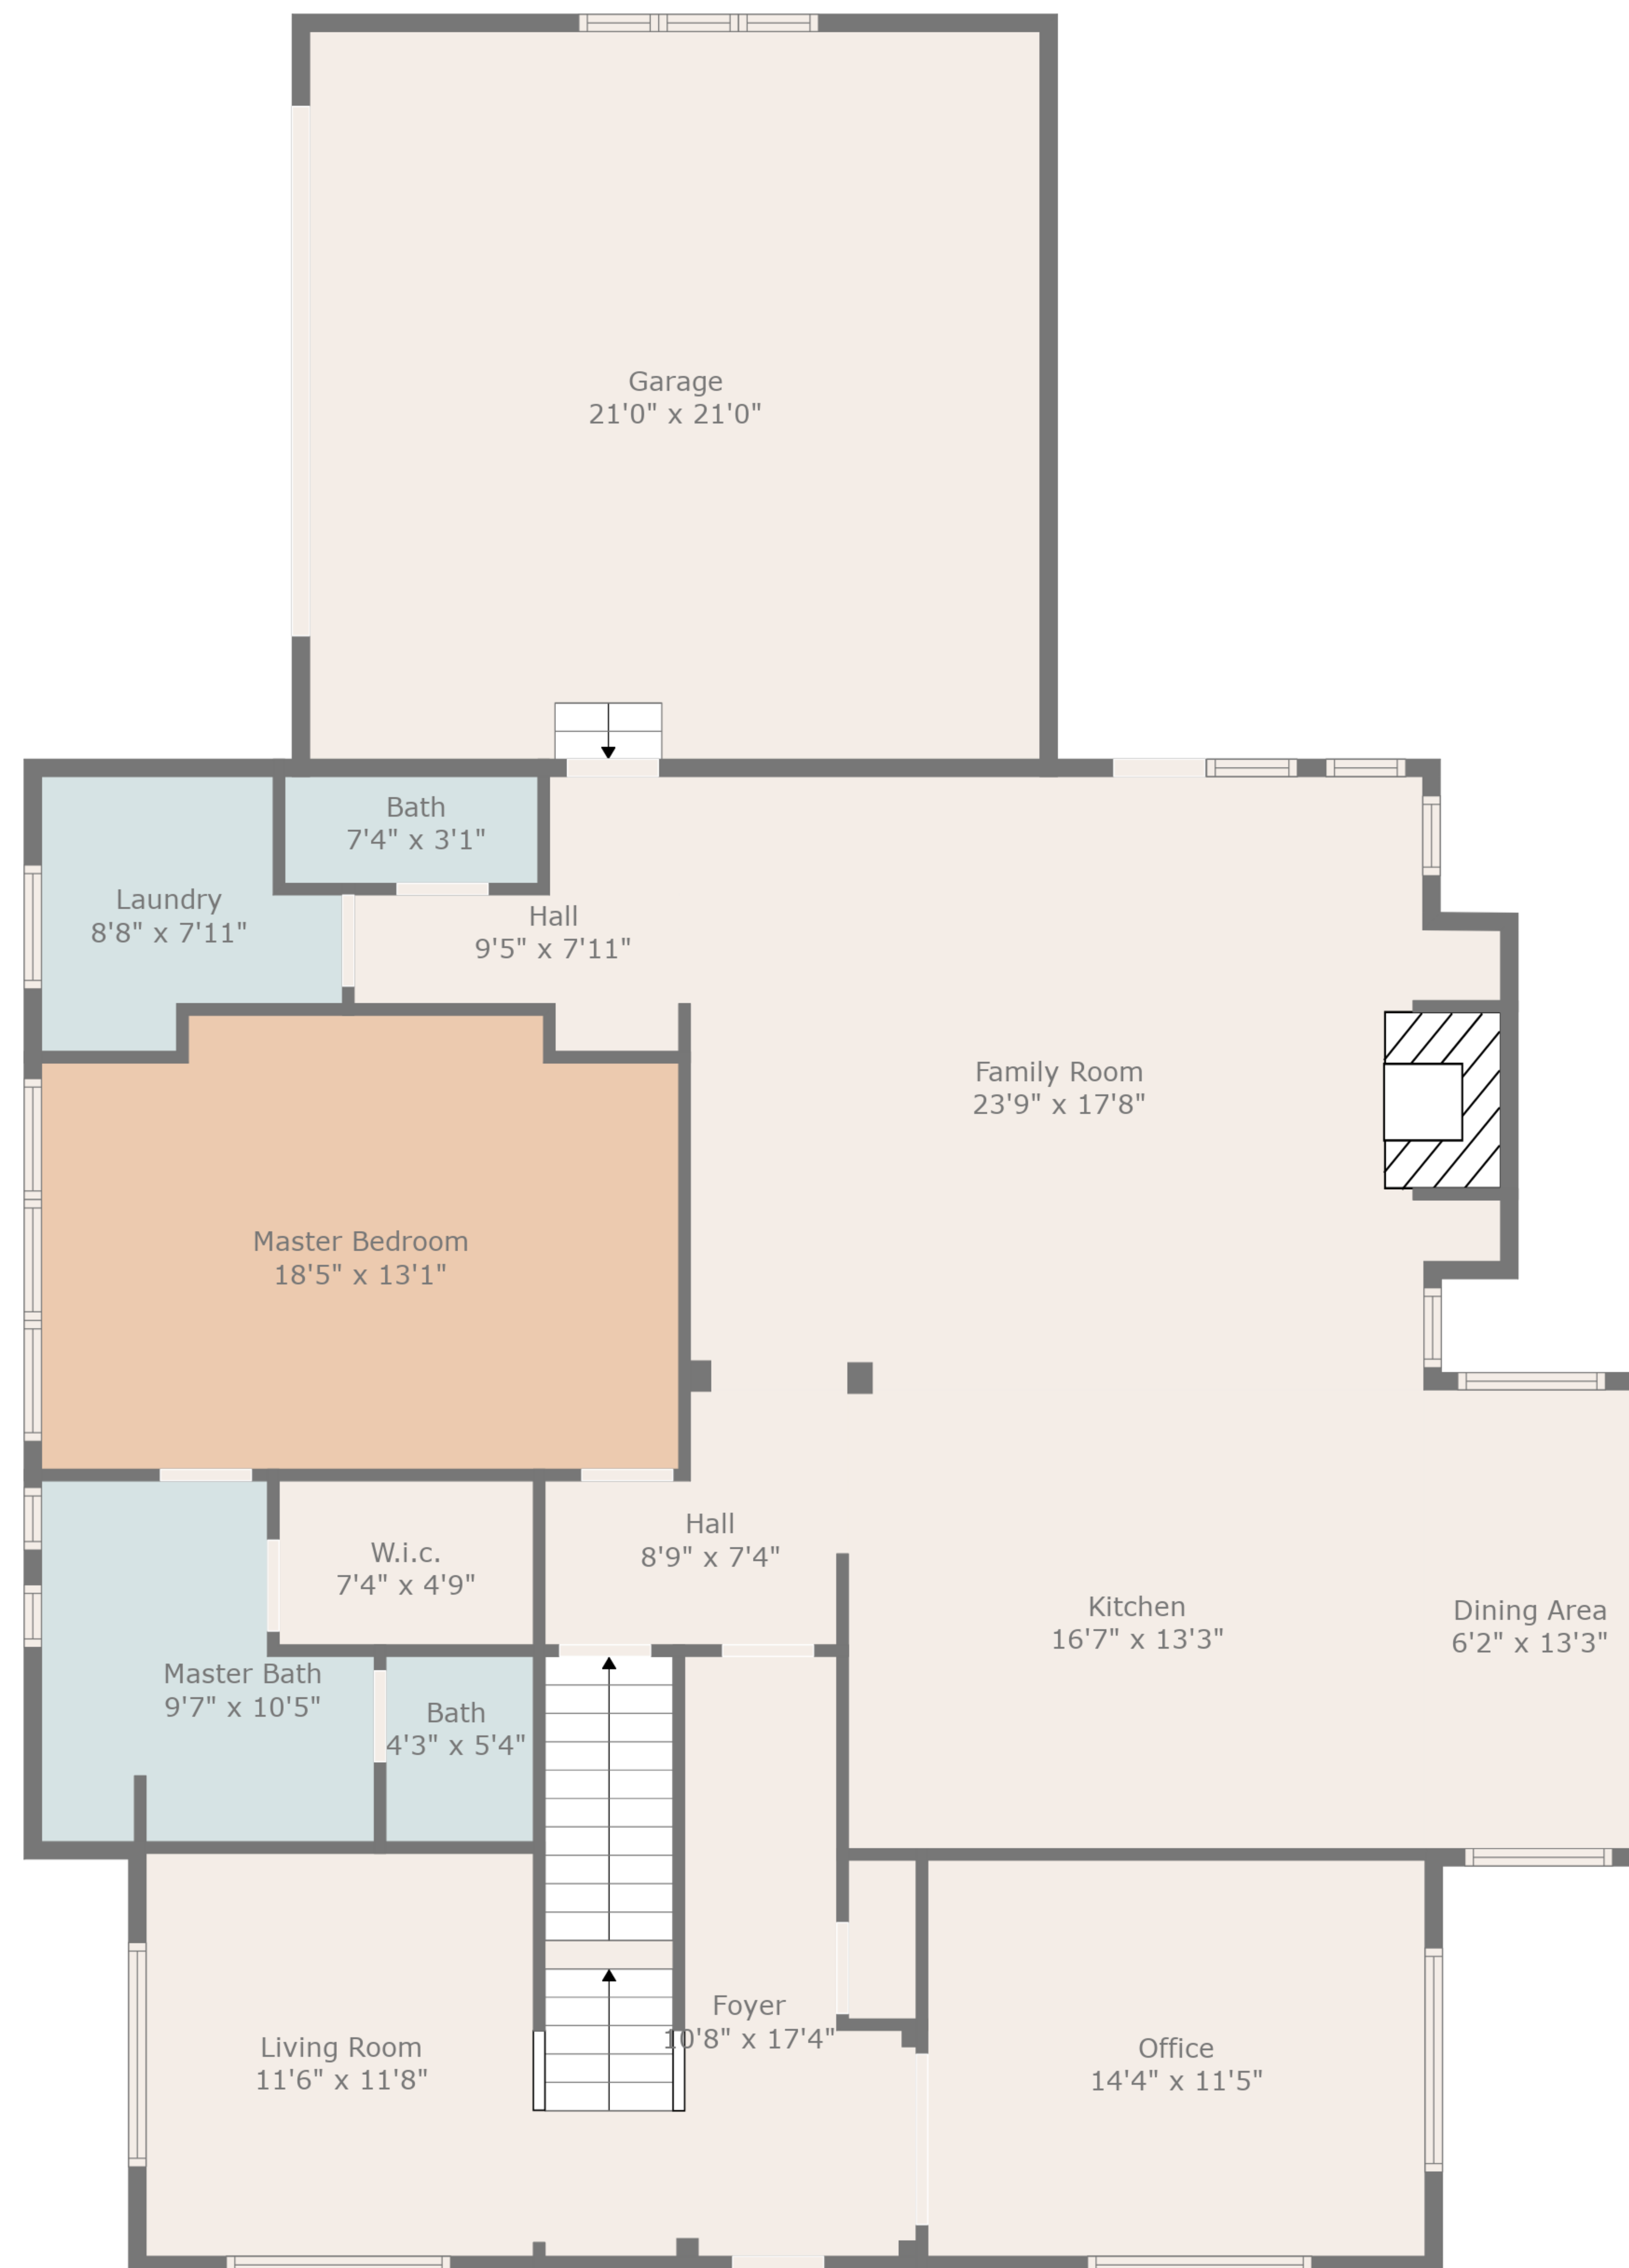 Garage
21'0" x 21'0"
Bath
7'4" x 3'1"
Laundry
8'8" x 7'11"
Hall
9'5" x 7'11"
Family Room
23'9" x 17'8"
Master Bedroom
18'5" x 13'1"
Hall
8'9" x 7'4"
W.i.c.
7'4" x 4'9"
Kitchen
16'7" x 13'3"
Dining Area
6'2" x 13'3"
Master Bath
9'7" x 10'5"
Bath
4'3" x 5'4"
Foyer
10'8" x 17'4"
Living Room
11'6" x 11'8"
Office
14'4" x 11'5"